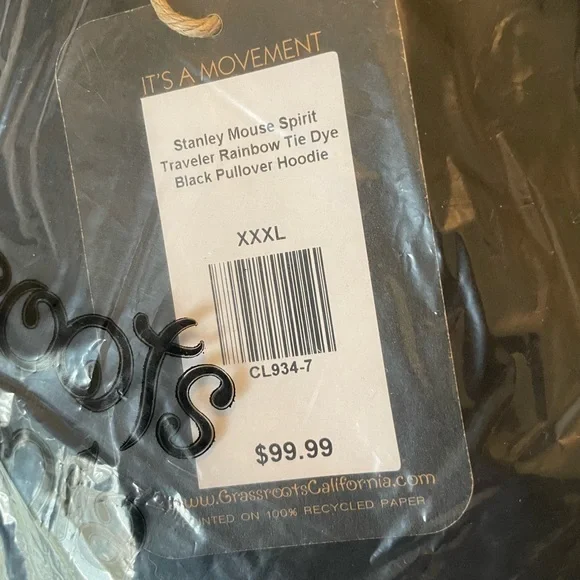 IT'S A MOVEMENT
Stanley Mouse Spirit
Traveler Rainbow Tie Dye
Black Pullover Hoodie
XXXL
CL934-7
$99.99
www.GrassrootsCalifornia.com
ON 100% RECYCLED PAPER